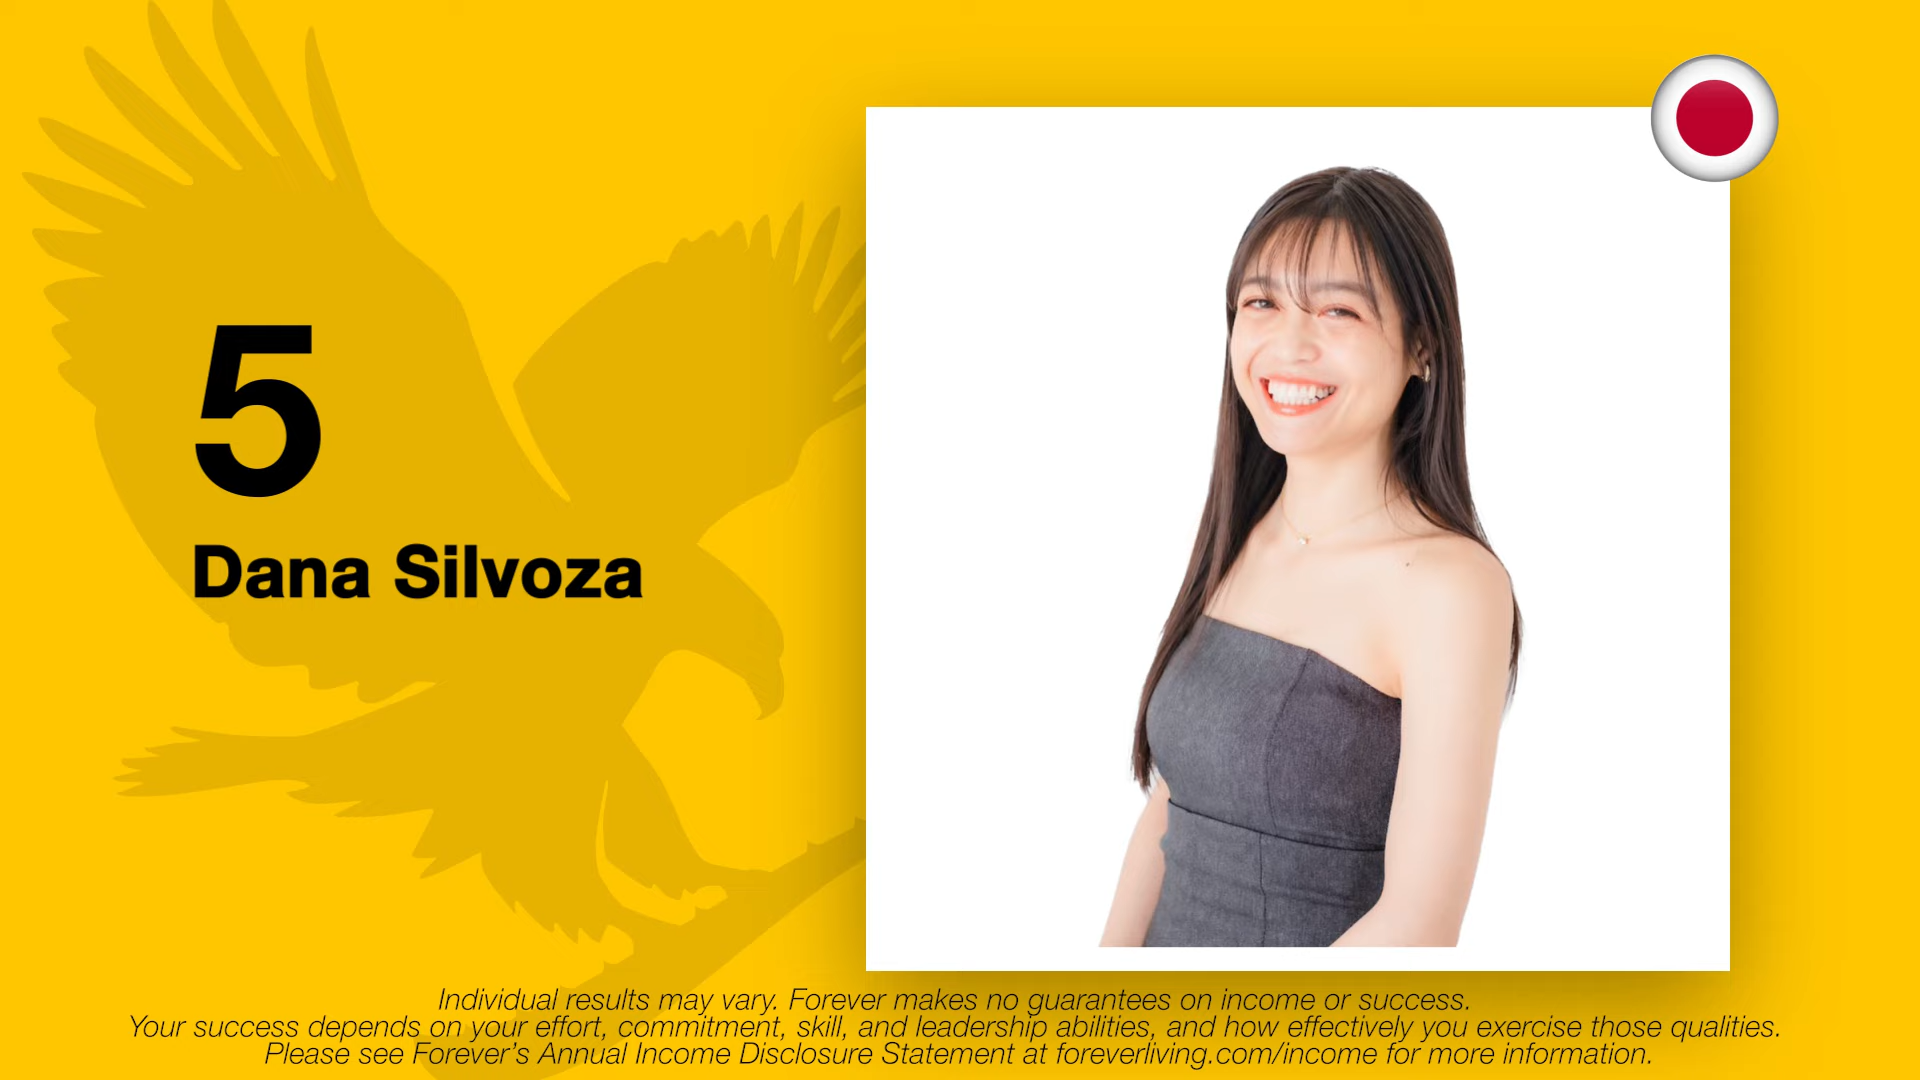 5
Dana Silvoza
Individual results may vary. Forever makes no guarantees on income or success.
Your success depends on your effort, commitment, skill, and leadership abilities, and how effectively you exercise those qualities.
Please see Forever’s Annual Income Disclosure Statement at foreverliving.com/income for more information.